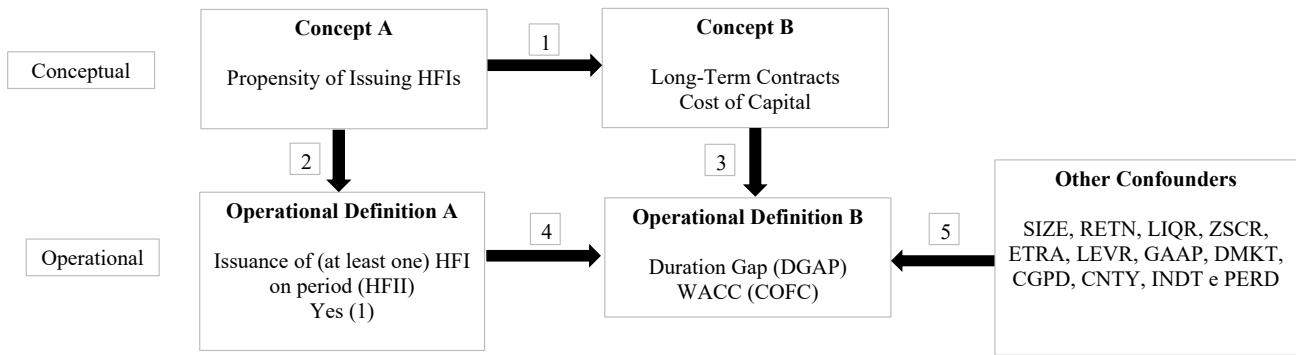 Concept A
Propensity of Issuing HFIs
1
Concept B
Long-Term Contracts
Cost of Capital
Conceptual
2
3
Operational Definition A
Issuance of (at least one) HFI
on period (HFII)
Yes (1)
4
Operational Definition B
Duration Gap (DGAP)
WACC (COFC)
5
Other Confounders
SIZE, RETN, LIQR, ZSCR,
ETRA, LEVR, GAAP, DMKT,
CGPD, CNTY, INDT e PERD
Operational